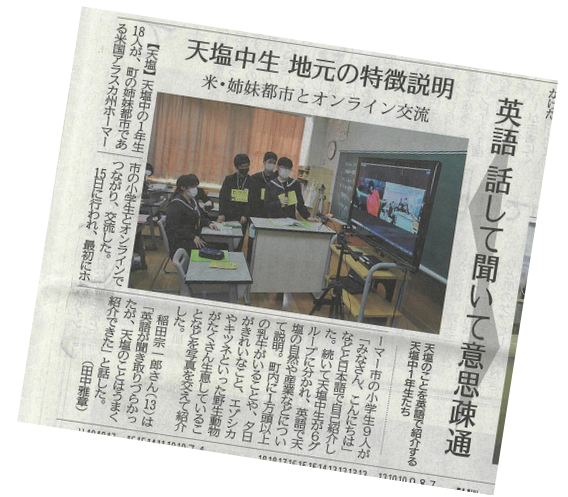 英語 話して聞いて意思疎通
天塩中生 地元の特徴説明
米・姉妹都市とオンライン交流
天塩のことを英語で紹介する
天塩中1年生たち
【天塩】天塩中の1年生
18人が、町の姉妹都市であ
る米国アラスカ州ホーマー
市の小学生とオンラインで
つながり、交流した。
15日に行われ、最初にホ
ーマー市の小学生9人が
「みなさん、こんにちは」
などと日本語で自己紹介し
た。続いて天塩中生が6グ
ループに分かれ、英語で天
塩の自然や産業などについ
て説明。町内に1万頭以上
の乳牛がいることや、夕日
がきれいなこと、エゾシカ
やキツネといった野生動物
がたくさん生息しているこ
となどを写真を交えて紹介
した。
稲田宗一郎さん(13)は
「英語が聞き取りづらかっ
たが、天塩のことはうまく
紹介できた」と話した。
(田中雅章)